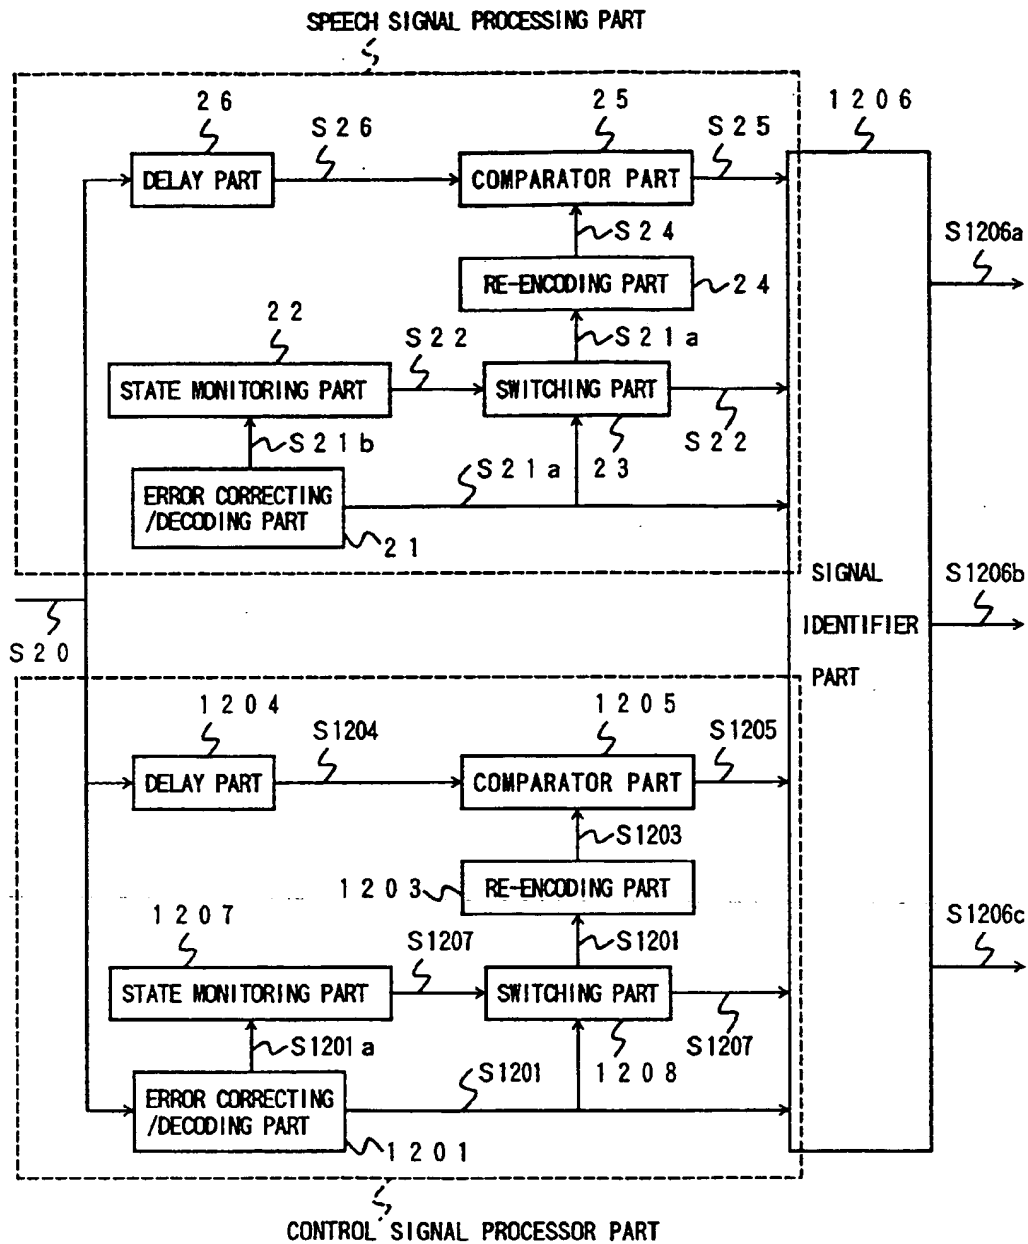 SPEECH SIGNAL PROCESSING PART
26
S26
25
S25
1206
DELAY PART
COMPARATOR PART
S24
S1206a
RE-ENCODING PART
24
22
S22
S21a
STATE MONITORING PART
SWITCHING PART
S22
S21b
S21a
23
ERROR CORRECTING
/DECODING PART
21
SIGNAL
IDENTIFIER
PART
S1206b
S20
1204
S1204
1205
S1205
DELAY PART
COMPARATOR PART
S1203
1203
RE-ENCODING PART
1207
S1207
S1201
S1206c
STATE MONITORING PART
SWITCHING PART
S1207
S1201a
S1201
1208
ERROR CORRECTING
/DECODING PART
1201
CONTROL SIGNAL PROCESSOR PART